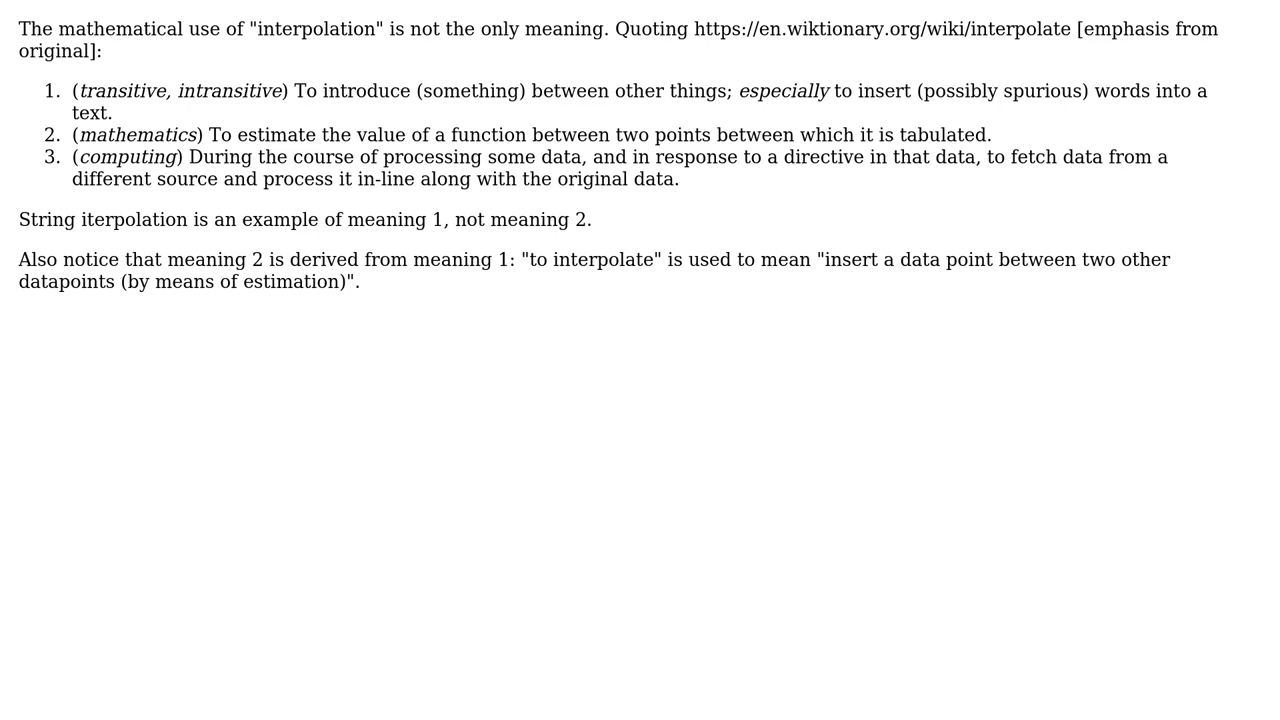 The mathematical use of "interpolation" is not the only meaning. Quoting https://en.wiktionary.org/wiki/interpolate [emphasis from
original]:
1. (transitive, intransitive) To introduce (something) between other things; especially to insert (possibly spurious) words into a
text.
2. (mathematics) To estimate the value of a function between two points between which it is tabulated.
3. (computing) During the course of processing some data, and in response to a directive in that data, to fetch data from a
different source and process it in-line along with the original data.
String iterpolation is an example of meaning 1, not meaning 2.
Also notice that meaning 2 is derived from meaning 1: "to interpolate" is used to mean "insert a data point between two other
datapoints (by means of estimation)".